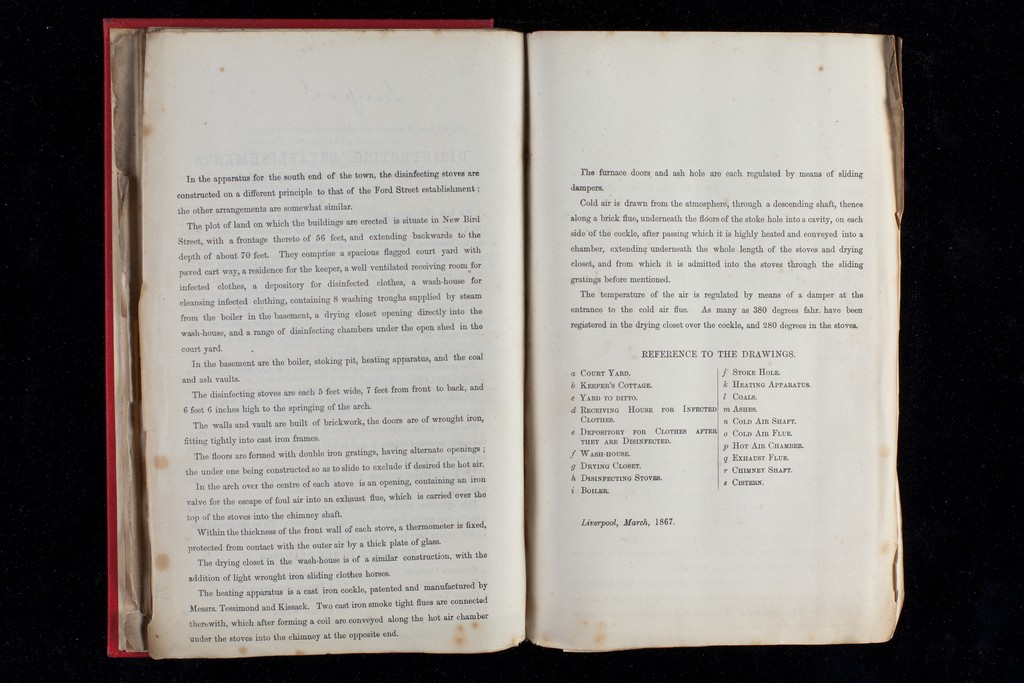 In the apparatus for the south end of the town, the disinfecting stoves are
constructed on a different principle to that of the Ford Street establishment;
the other arrangements are somewhat similar.
The plot of land on which the buildings are erected is situate in New Bird
Street, with a frontage thereto of 56 feet, and extending backwards to the
depth of about 70 feet. They comprise a spacious flagged court yard with
paved cart way, a residence for the keeper, a well ventilated receiving room for
infected clothes, a depository for disinfected clothes, a wash-house for
cleansing infected clothing, containing 8 washing troughs supplied by steam
from the boiler in the basement, a drying closet opening directly into the
wash-house, and a range of disinfecting chambers under the open shed in the
court yard.
In the basement are the boiler, stoking pit, heating apparatus, and the coal
and ash vaults.
The disinfecting stoves are each 5 feet wide, 7 feet from front to back, and
6 feet 6 inches high to the springing of the arch.
The walls and vault are built of brickwork, the doors are of wrought iron,
fitting tightly into cast iron frames.
The floors are formed with double iron gratings, having alternate openings;
the under one being constructed so as to slide to exclude if desired the hot air.
In the arch over the centre of each stove is an opening, containing an iron
valve for the escape of foul air into an exhaust flue, which is carried over the
top of the stoves into the chimney shaft.
Within the thickness of the front wall of each stove, a thermometer is fixed,
protected from contact with the outer air by a thick plate of glass.
The drying closet in the wash-house is of a similar construction, with the
addition of light wrought iron sliding clothes horses.
The heating apparatus is a cast iron cockle, patented and manufactured by
Messrs. Tessimond and Kissack. Two cast iron smoke tight flues are connected
therewith, which after forming a coil are conveyed along the hot air chamber
under the stoves into the chimney at the opposite end.
The furnace doors and ash hole are each regulated by means of sliding
dampers.
Cold air is drawn from the atmosphere, through a descending shaft, thence
along a brick flue, underneath the floors of the stoke hole into a cavity, on each
side of the cockle, after passing which it is highly heated and conveyed into a
chamber, extending underneath the whole length of the stoves and drying
closet, and from which it is admitted into the stoves through the sliding
gratings before mentioned.
The temperature of the air is regulated by means of a damper at the
entrance to the cold air flue. As many as 380 degrees fahr. have been
registered in the drying closet over the cockle, and 280 degrees in the stoves.
REFERENCE TO THE DRAWINGS.
a COURT YARD.
b KEEPER'S COTTAGE.
c YARD TO DITTO.
d RECEIVING HOUSE FOR INFECTED
CLOTHES.
e DEPOSITORY FOR CLOTHES AFTER
THEY ARE DISINFECTED.
f WASH-HOUSE.
g DRYING CLOSET.
h DISINFECTING STOVES.
i BOILER.
j STOKE HOLE.
k HEATING APPARATUS.
l COALS.
m ASHES.
n COLD AIR SHAFT.
o COLD AIR FLUE.
p HOT AIR CHAMBER.
q EXHAUST FLUE.
r CHIMNEY SHAFT.
s CISTERN.
Liverpool, March, 1867.